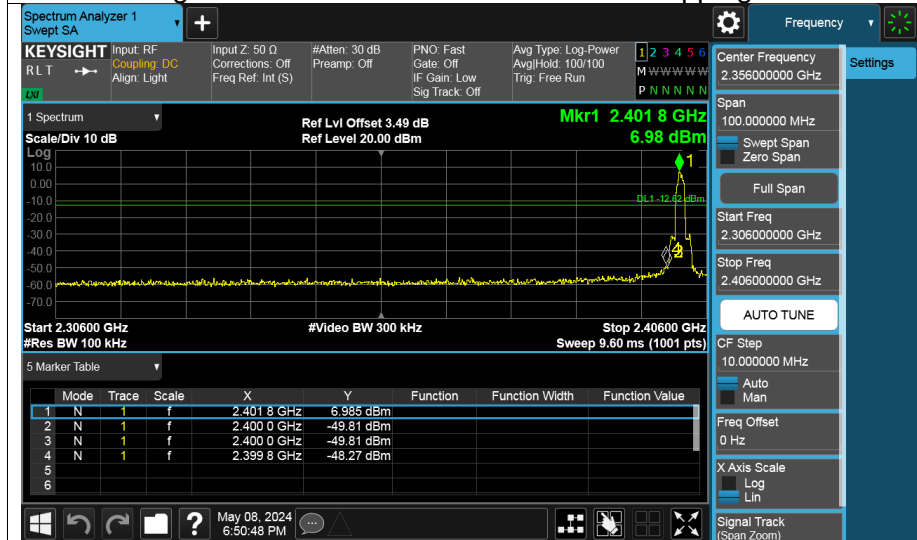 Spectrum Analyzer 1
Swept SA
+
Frequency
KEYSIGHT
RLT
LXI
Input: RF
Coupling: DC
Align: Light
Input Z: 50 Ω
Corrections: Off
Freq Ref: Int (S)
#Atten: 30 dB
Preamp: Off
PNO: Fast
Gate: Off
IF Gain: Low
Sig Track: Off
Avg Type: Log-Power
Avg|Hold: 100/100
Trig: Free Run
1 2 3 4 5 6
M W W W W W
P N N N N N
1 Spectrum
Scale/Div 10 dB
Ref Lvl Offset 3.49 dB
Ref Level 20.00 dBm
Mkr1 2.401 8 GHz
6.98 dBm
Log
10.0
0.00
-10.0
-20.0
-30.0
-40.0
-50.0
-60.0
-70.0
1
DL1 -12.62 dBm
Start 2.30600 GHz
#Res BW 100 kHz
#Video BW 300 kHz
Stop 2.40600 GHz
Sweep 9.60 ms (1001 pts)
5 Marker Table
Mode Trace Scale X Y Function Function Width Function Value
1 N 1 f 2.401 8 GHz 6.985 dBm
2 N 1 f 2.400 0 GHz -49.81 dBm
3 N 1 f 2.400 0 GHz -49.81 dBm
4 N 1 f 2.399 8 GHz -48.27 dBm
5
6
?
May 08, 2024
6:50:48 PM
Center Frequency
2.356000000 GHz
Settings
Span
100.000000 MHz
Swept Span
Zero Span
Full Span
Start Freq
2.306000000 GHz
Stop Freq
2.406000000 GHz
AUTO TUNE
CF Step
10.000000 MHz
Auto
Man
Freq Offset
0 Hz
X Axis Scale
Log
Lin
Signal Track
(Span Zoom)